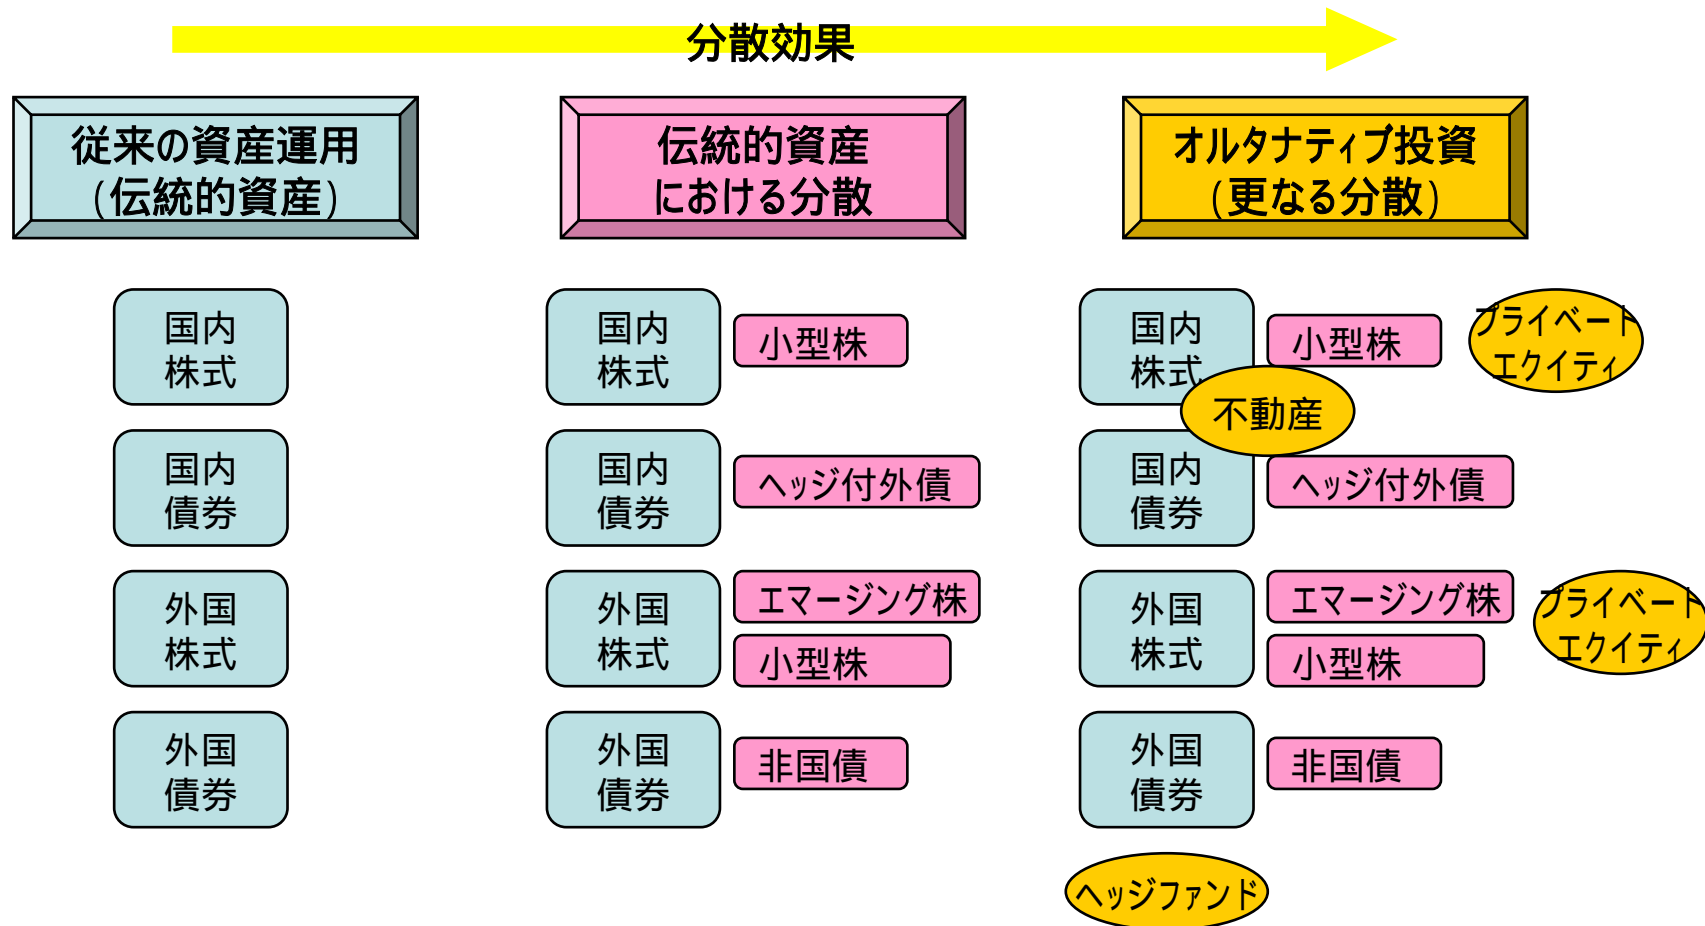 分散効果
従来の資産運用
(伝統的資産)
伝統的資産
における分散
オルタナティブ投資
(更なる分散)
国内
株式
国内
債券
外国
株式
外国
債券
国内
株式
小型株
国内
債券
ヘッジ付外債
外国
株式
エマージング株
小型株
外国
債券
非国債
国内
株式
小型株
プライベート
エクイティ
不動産
国内
債券
ヘッジ付外債
外国
株式
エマージング株
小型株
プライベート
エクイティ
外国
債券
非国債
ヘッジファンド